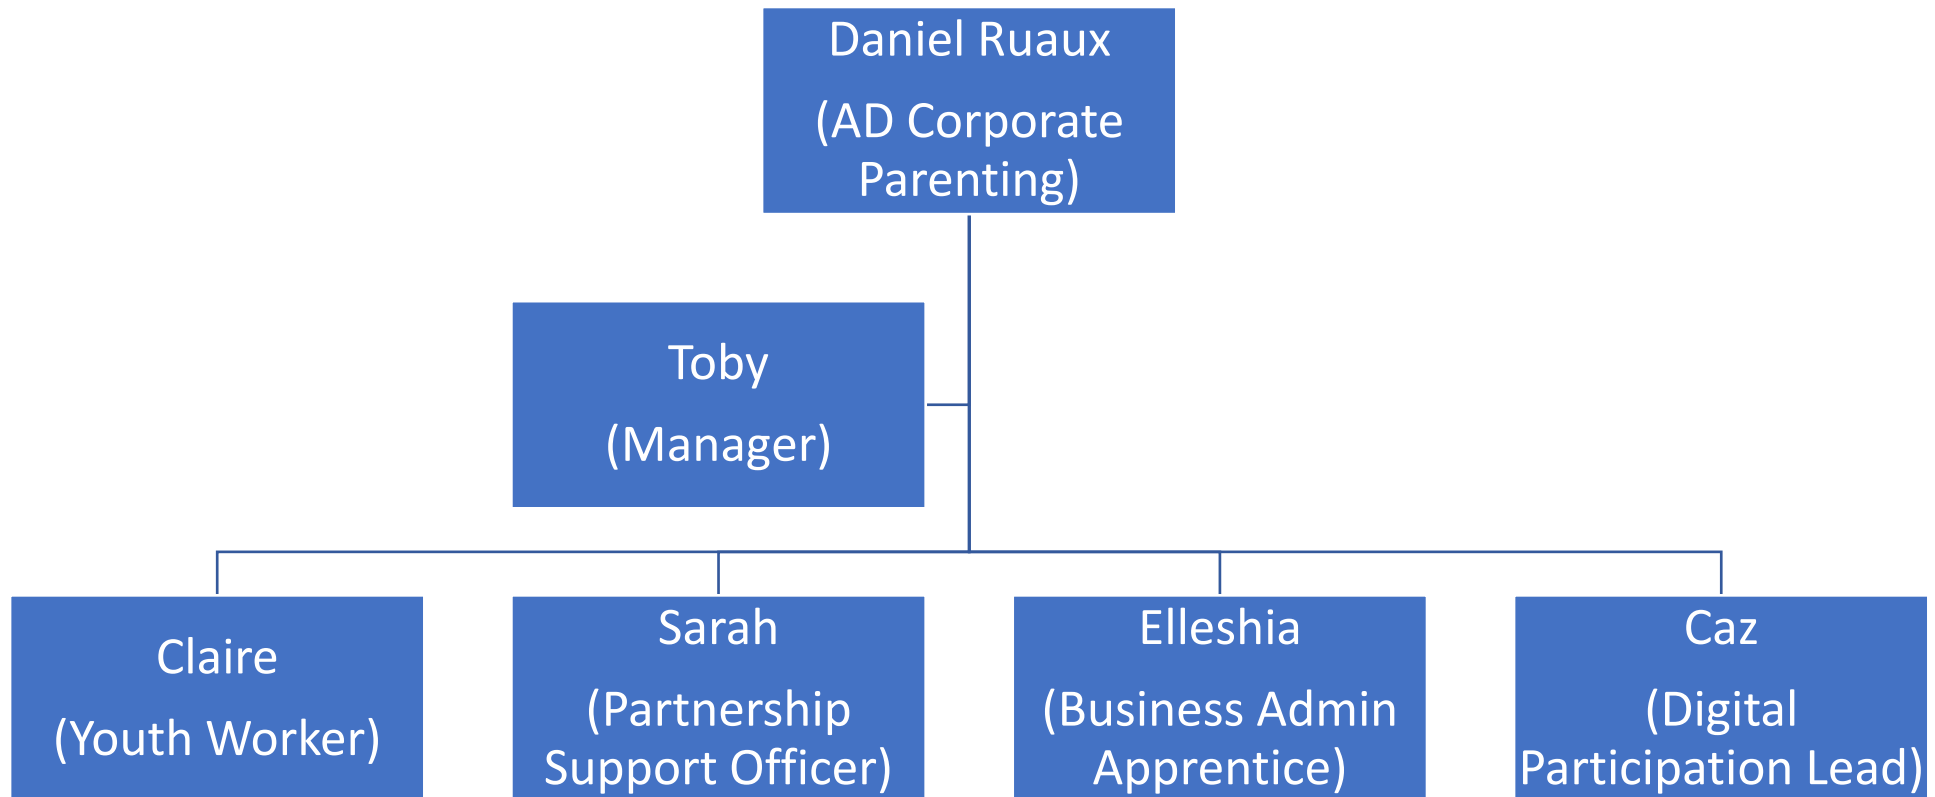 Daniel Ruaux
(AD Corporate
Parenting)
Toby
(Manager)
Claire
(Youth Worker)
Sarah
(Partnership
Support Officer)
Elleshia
(Business Admin
Apprentice)
Caz
(Digital
Participation Lead)